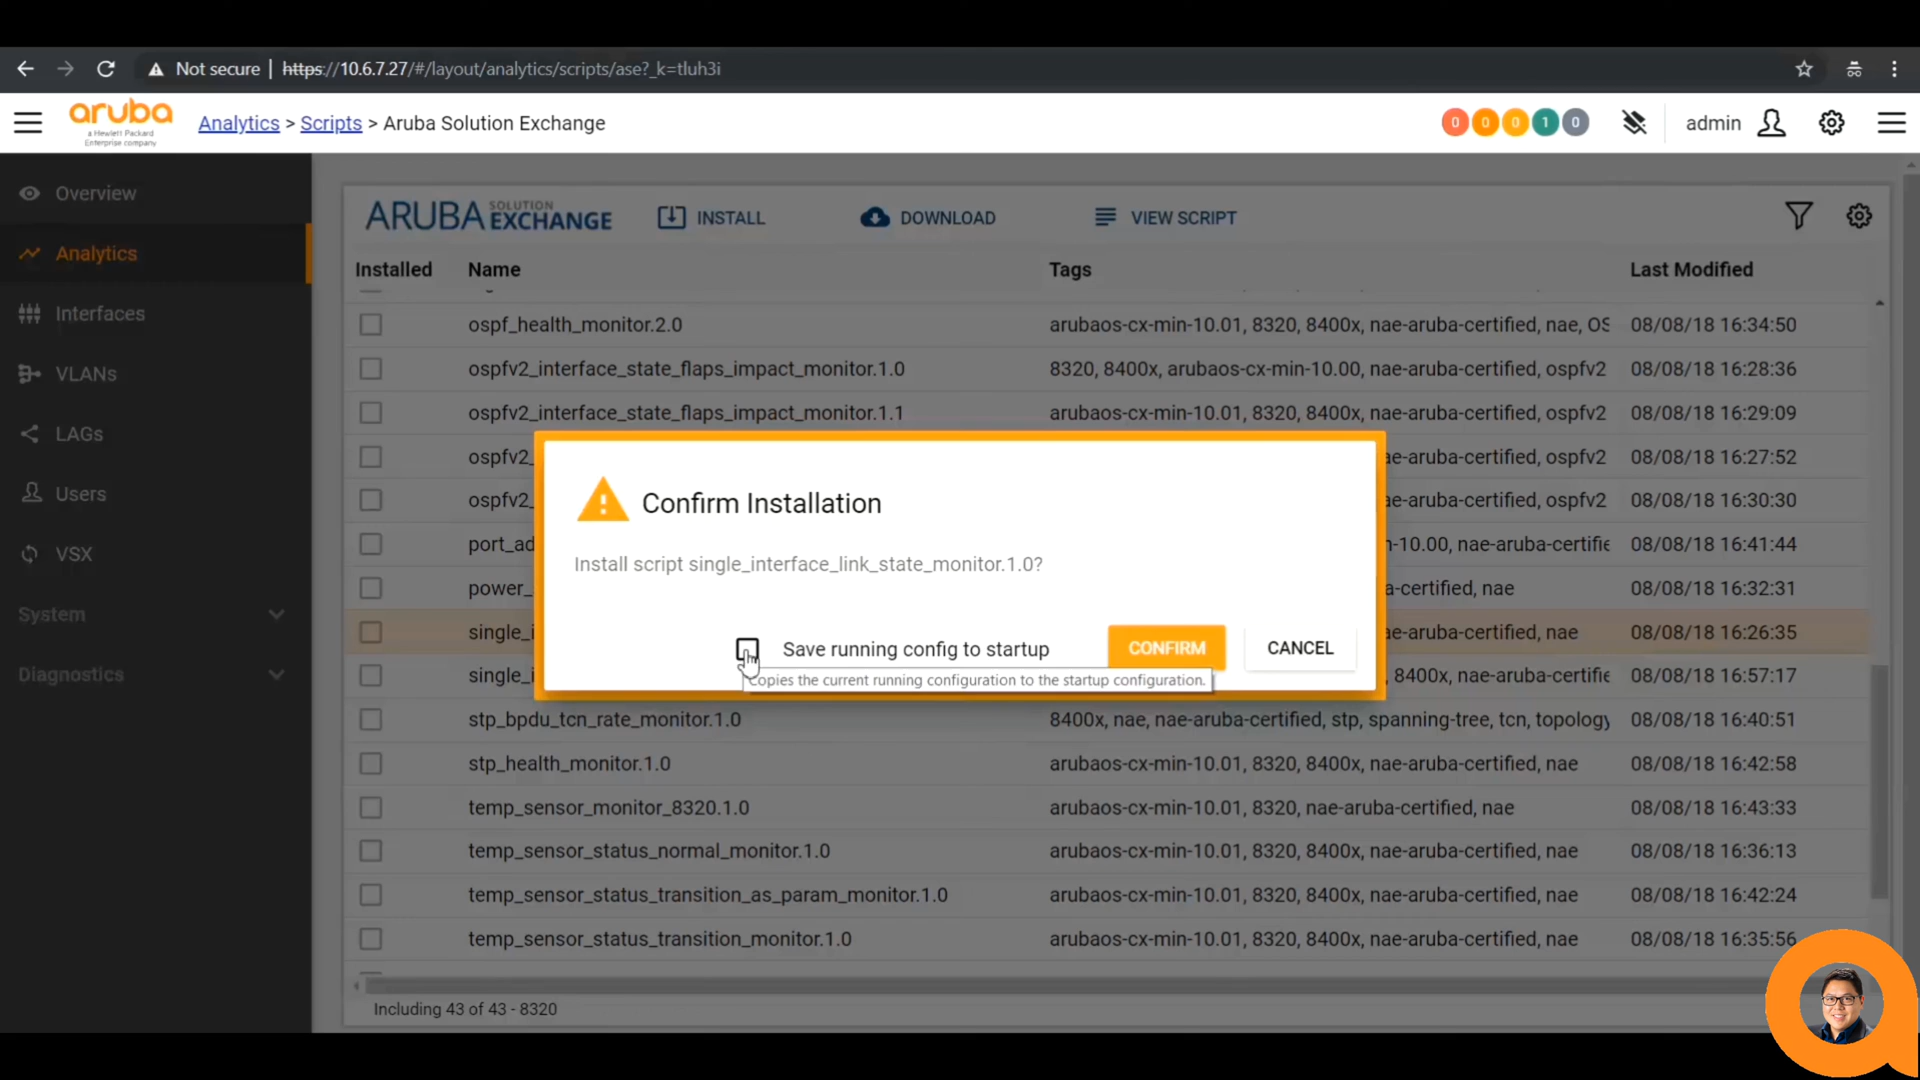 Not secure | https://10.6.7.27/#/layout/analytics/scripts/ase?_k=tluh3i
aruba
a Hewlett Packard
Enterprise company
Analytics > Scripts > Aruba Solution Exchange
0 0 0 1 0
admin
Overview
Analytics
Interfaces
VLANs
LAGs
Users
VSX
System
Diagnostics
ARUBA SOLUTION EXCHANGE
INSTALL
DOWNLOAD
VIEW SCRIPT
Installed Name Tags Last Modified
ospf_health_monitor.2.0 arubaos-cx-min-10.01, 8320, 8400x, nae-aruba-certified, nae, OS 08/08/18 16:34:50
ospfv2_interface_state_flaps_impact_monitor.1.0 8320, 8400x, arubaos-cx-min-10.00, nae-aruba-certified, ospfv2 08/08/18 16:28:36
ospfv2_interface_state_flaps_impact_monitor.1.1 arubaos-cx-min-10.01, 8320, 8400x, nae-aruba-certified, ospfv2 08/08/18 16:29:09
ospfv2_ ae-aruba-certified, ospfv2 08/08/18 16:27:52
ospfv2_ ae-aruba-certified, ospfv2 08/08/18 16:30:30
port_ad n-10.00, nae-aruba-certifie 08/08/18 16:41:44
power_ a-certified, nae 08/08/18 16:32:31
single_i ae-aruba-certified, nae 08/08/18 16:26:35
single_i 8400x, nae-aruba-certifie 08/08/18 16:57:17
stp_bpdu_tcn_rate_monitor.1.0 8400x, nae, nae-aruba-certified, stp, spanning-tree, tcn, topology 08/08/18 16:40:51
stp_health_monitor.1.0 arubaos-cx-min-10.01, 8320, 8400x, nae-aruba-certified, nae 08/08/18 16:42:58
temp_sensor_monitor_8320.1.0 arubaos-cx-min-10.01, 8320, nae-aruba-certified, nae 08/08/18 16:43:33
temp_sensor_status_normal_monitor.1.0 arubaos-cx-min-10.01, 8320, 8400x, nae-aruba-certified, nae 08/08/18 16:36:13
temp_sensor_status_transition_as_param_monitor.1.0 arubaos-cx-min-10.01, 8320, 8400x, nae-aruba-certified, nae 08/08/18 16:42:24
temp_sensor_status_transition_monitor.1.0 arubaos-cx-min-10.01, 8320, 8400x, nae-aruba-certified, nae 08/08/18 16:35:56
Including 43 of 43 - 8320
Confirm Installation
Install script single_interface_link_state_monitor.1.0?
Save running config to startup
CONFIRM
CANCEL
Copies the current running configuration to the startup configuration.